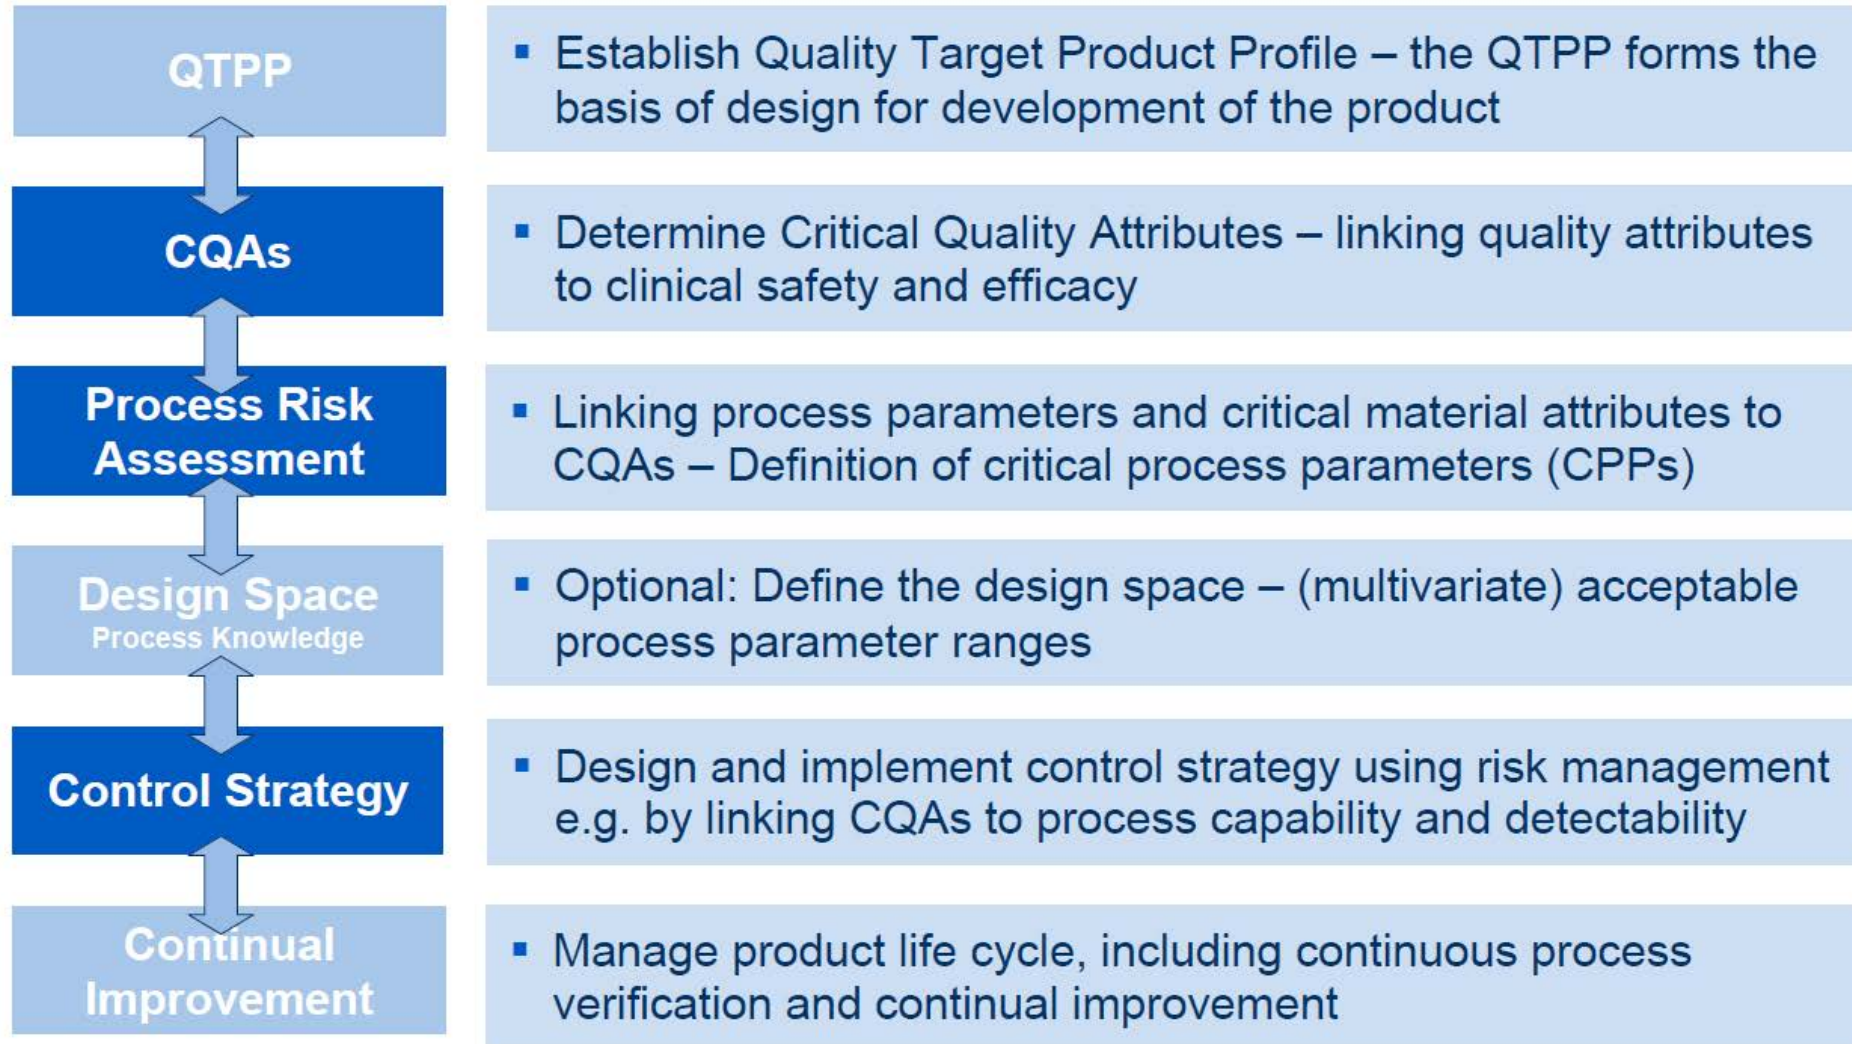 QTPP
▪ Establish Quality Target Product Profile – the QTPP forms the
basis of design for development of the product
CQAs
▪ Determine Critical Quality Attributes – linking quality attributes
to clinical safety and efficacy
Process Risk
Assessment
▪ Linking process parameters and critical material attributes to
CQAs – Definition of critical process parameters (CPPs)
Design Space
Process Knowledge
▪ Optional: Define the design space – (multivariate) acceptable
process parameter ranges
Control Strategy
▪ Design and implement control strategy using risk management
e.g. by linking CQAs to process capability and detectability
Continual
Improvement
▪ Manage product life cycle, including continuous process
verification and continual improvement